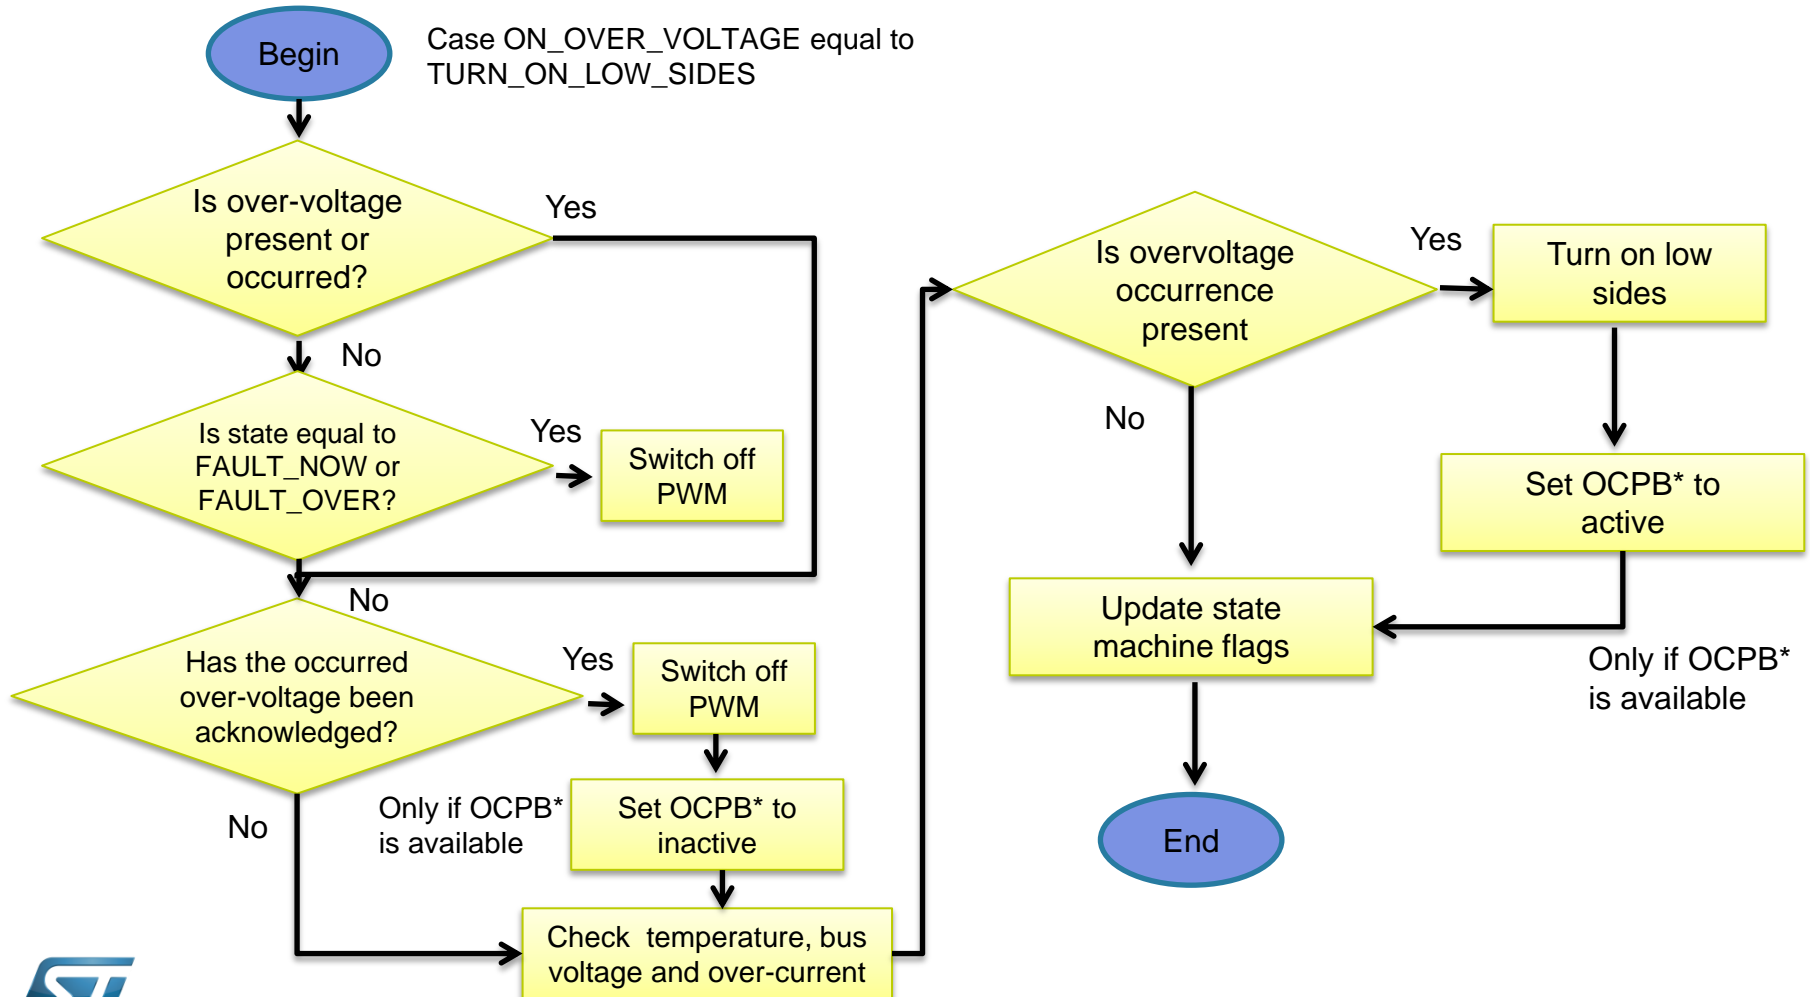 Begin
Case ON_OVER_VOLTAGE equal to
TURN_ON_LOW_SIDES
Is over-voltage
present or
occurred?
Yes
No
Is state equal to
FAULT_NOW or
FAULT_OVER?
Yes
Switch off
PWM
No
Has the occurred
over-voltage been
acknowledged?
Yes
Switch off
PWM
No
Only if OCPB*
is available
Set OCPB* to
inactive
Check temperature, bus
voltage and over-current
Is overvoltage
occurrence
present
Yes
Turn on low
sides
No
Set OCPB* to
active
Update state
machine flags
Only if OCPB*
is available
End
ST